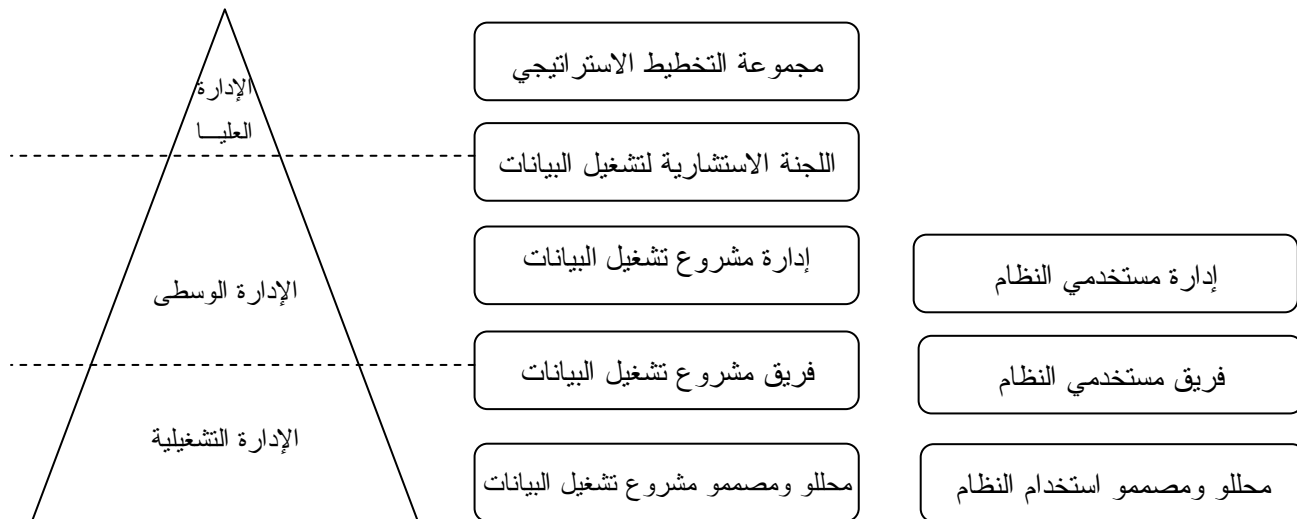 الإدارة
العليـــا
الإدارة الوسطى
الإدارة التشغيلية
مجموعة التخطيط الاستراتيجي
اللجنة الاستشارية لتشغيل البيانات
إدارة مشروع تشغيل البيانات
فريق مشروع تشغيل البيانات
محللو ومصممو مشروع تشغيل البيانات
إدارة مستخدمي النظام
فريق مستخدمي النظام
محللو ومصممو استخدام النظام